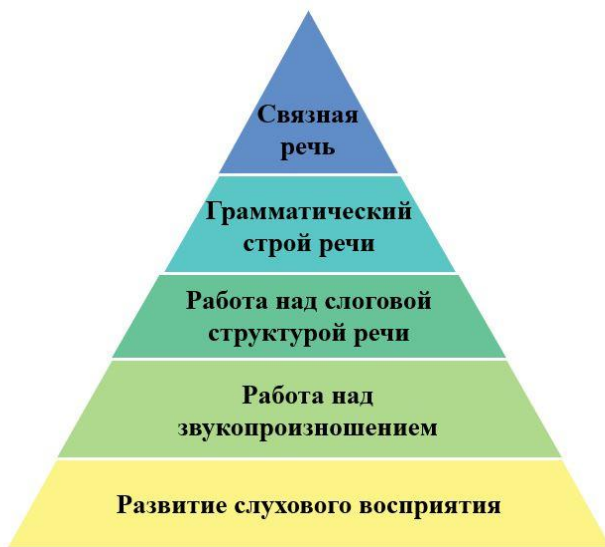 Связная
речь
Грамматический
строй речи
Работа над слоговой
структурой речи
Работа над
звукопроизношением
Развитие слухового восприятия